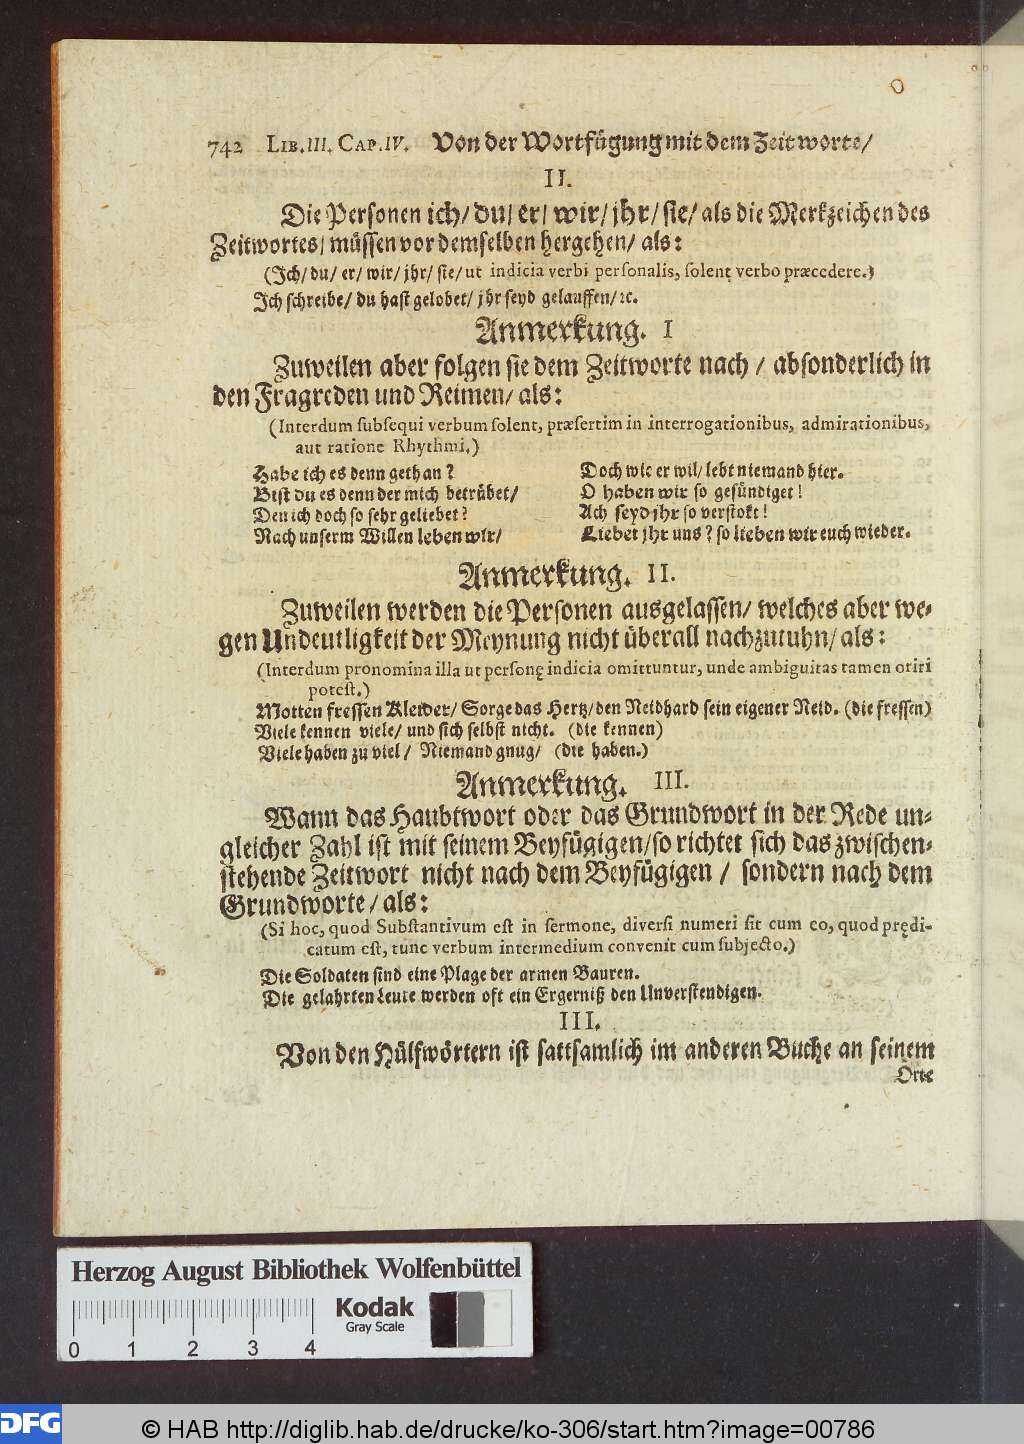 742 LIB. III. CAP. IV. Von der Wortfügung mit dem Zeitworte/
II.
Die Personen ich/ du/ er/ wir/ jhr/ sie/ als die Merkzeichen des
Zeitwortes/ müssen vor demselben hergehen/ als:
(Ich/ du/ er/ wir/ jhr/ sie/ ut indicia verbi personalis, solent verbo præcedere.)
Ich schreibe/ du hast gelobet/ jhr seyd gelauffen/ ꝛc.
Anmerkung. I
Zuweilen aber folgen sie dem Zeitworte nach / absonderlich in
den Fragreden und Reimen/ als:
(Interdum subsequi verbum solent, præsertim in interrogationibus, admirationibus,
aut ratione Rhythmi.)
Habe ich es denn gethan?
Bist du es denn der mich betrübet/
Den ich doch so sehr geliebet?
Nach unserm Willen leben wir/
Doch wie er wil/ lebt niemand hier.
O haben wir so gesündiget!
Ach seyd jhr so verstokt!
Liebet jhr uns? so lieben wir euch wieder.
Anmerkung. II.
Zuweilen werden die Personen ausgelassen/ welches aber we-
gen Undeutligkeit der Meynung nicht überall nachzutuhn/ als:
(Interdum pronomina illa ut personę indicia omittuntur, unde ambiguitas tamen oriri
potest.)
Motten fressen Kleider/ Sorge das Hertz/ den Neidhard sein eigener Neid. (die fressen)
Viele kennen viele/ und sich selbst nicht. (die kennen)
Viele haben zu viel/ Niemand gnug/ (die haben.)
Anmerkung. III.
Wann das Haubtwort oder das Grundwort in der Rede un-
gleicher Zahl ist mit seinem Beyfügigen/ so richtet sich das zwischen-
stehende Zeitwort nicht nach dem Beyfügigen / sondern nach dem
Grundworte/ als:
(Si hoc, quod Substantivum est in sermone, diversi numeri sit cum eo, quod prędi-
catum est, tunc verbum intermedium convenit cum subjecto.)
Die Soldaten sind eine Plage der armen Bauren.
Die gelahrten Leute werden oft ein Ergerniß den Unverstendigen.
III.
Von den Hülfwörtern ist sattsamlich im anderen Buche an seinem
Orte
Herzog August Bibliothek Wolfenbüttel
Kodak
Gray Scale
0 1 2 3 4
DFG © HAB http://diglib.hab.de/drucke/ko-306/start.htm?image=00786